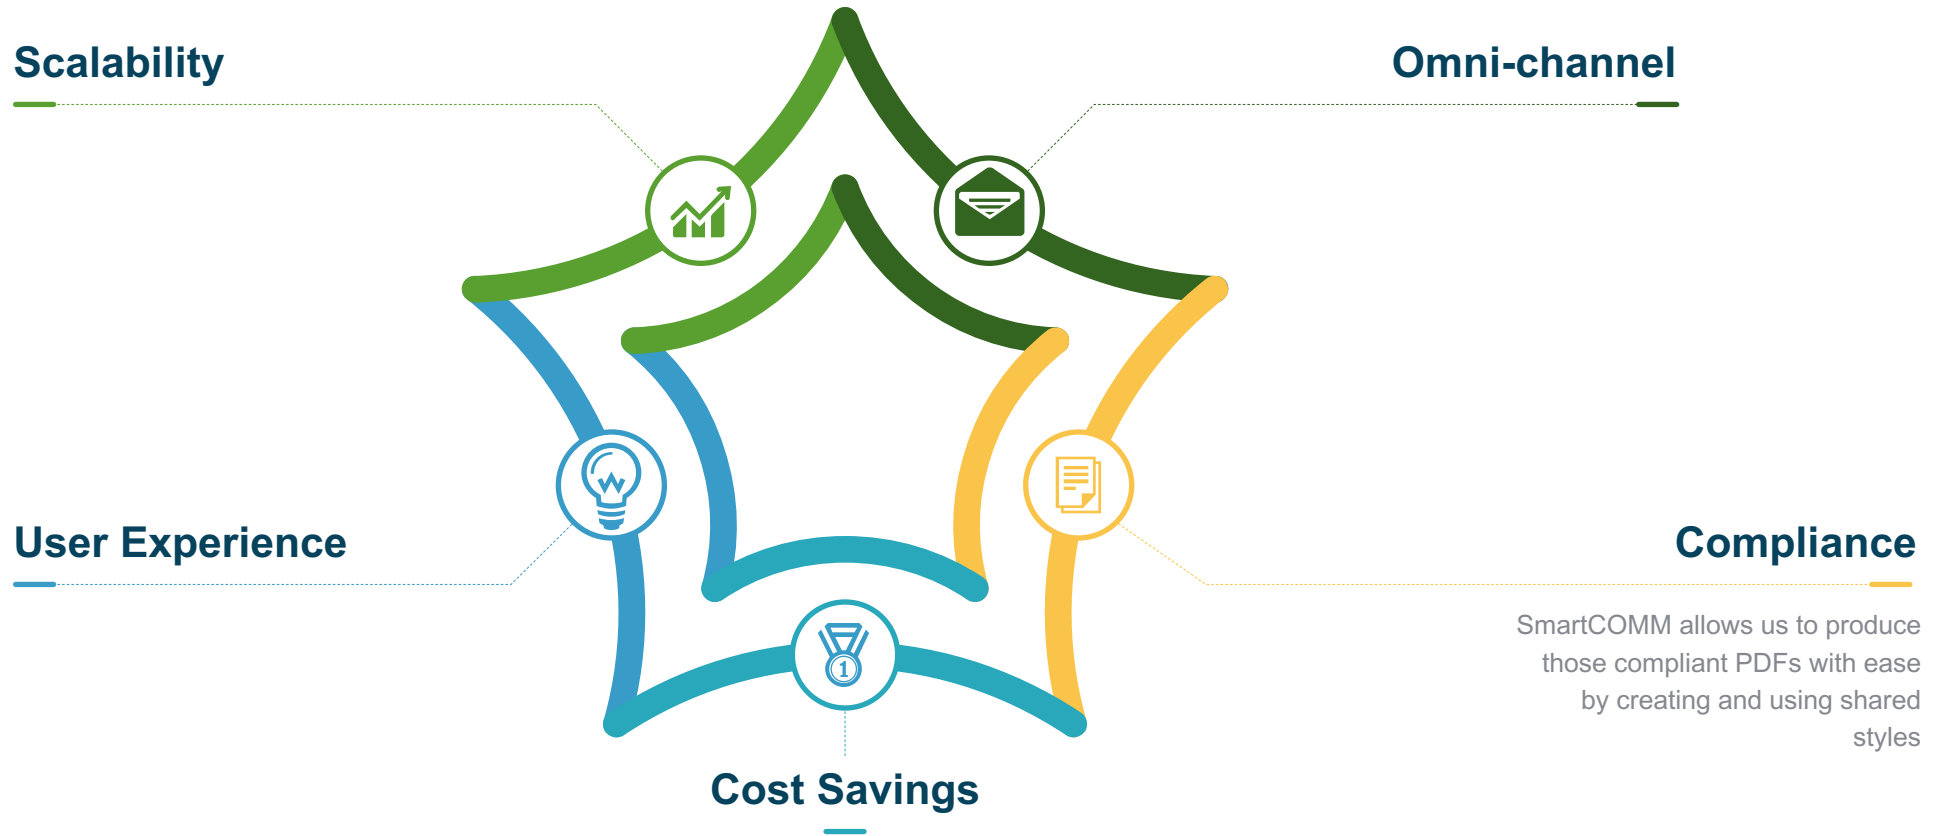 Scalability
Omni-channel
User Experience
Compliance
SmartCOMM allows us to produce
those compliant PDFs with ease
by creating and using shared
styles
1
Cost Savings